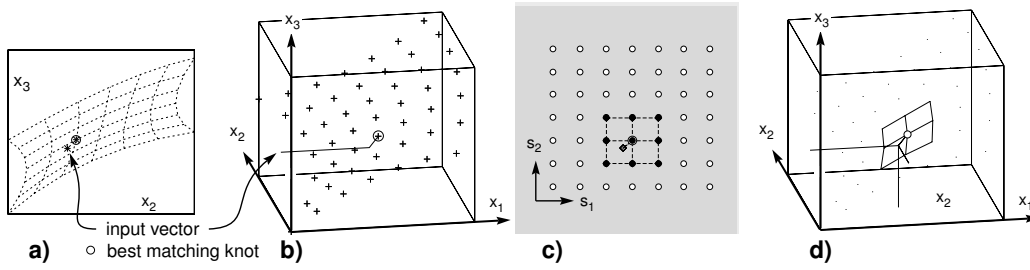 x3
x2
a)
input vector
best matching knot
x3
x2
x1
b)
s2
s1
c)
x3
x2
x2
x1
d)